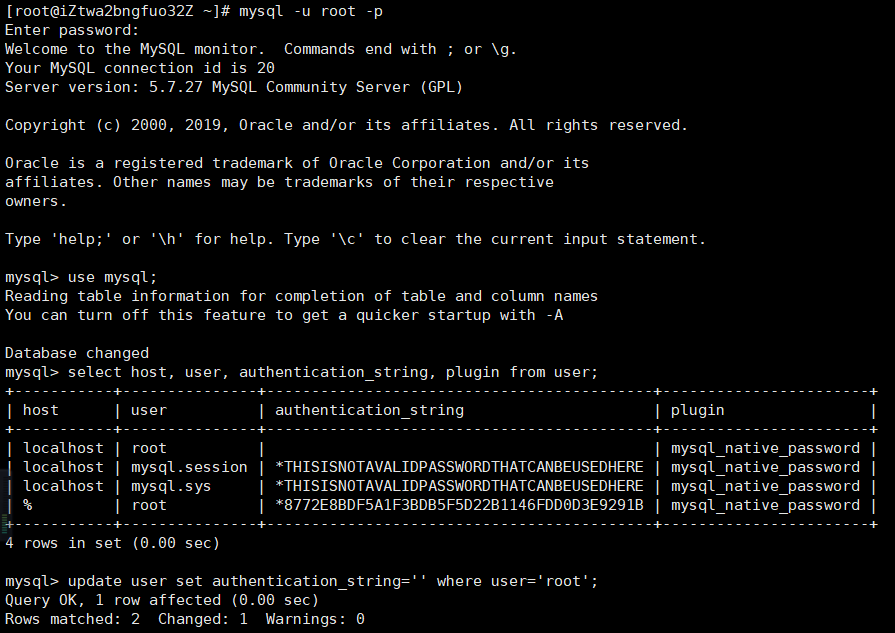 [root@iZtwa2bngfuo32Z ~]# mysql -u root -p
Enter password:
Welcome to the MySQL monitor.  Commands end with ; or \g.
Your MySQL connection id is 20
Server version: 5.7.27 MySQL Community Server (GPL)

Copyright (c) 2000, 2019, Oracle and/or its affiliates. All rights reserved.

Oracle is a registered trademark of Oracle Corporation and/or its
affiliates. Other names may be trademarks of their respective
owners.

Type 'help;' or '\h' for help. Type '\c' to clear the current input statement.

mysql> use mysql;
Reading table information for completion of table and column names
You can turn off this feature to get a quicker startup with -A

Database changed
mysql> select host, user, authentication_string, plugin from user;
+-----------+---------------+-------------------------------------------+-----------------------+
| host      | user          | authentication_string                     | plugin                |
+-----------+---------------+-------------------------------------------+-----------------------+
| localhost | root          |                                           | mysql_native_password |
| localhost | mysql.session | *THISISNOTAVALIDPASSWORDTHATCANBEUSEDHERE | mysql_native_password |
| localhost | mysql.sys     | *THISISNOTAVALIDPASSWORDTHATCANBEUSEDHERE | mysql_native_password |
| %         | root          | *8772E8BDF5A1F3BDB5F5D22B1146FDD0D3E9291B | mysql_native_password |
+-----------+---------------+-------------------------------------------+-----------------------+
4 rows in set (0.00 sec)

mysql> update user set authentication_string='' where user='root';
Query OK, 1 row affected (0.00 sec)
Rows matched: 2  Changed: 1  Warnings: 0